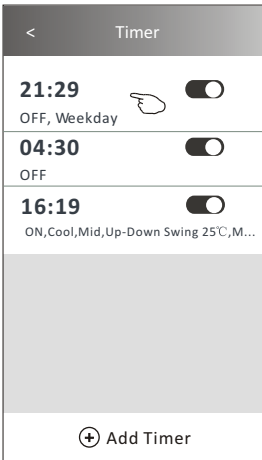 < Timer
21:29
OFF, Weekday
04:30
OFF
16:19
ON,Cool,Mid,Up-Down Swing 25℃,M...
Add Timer